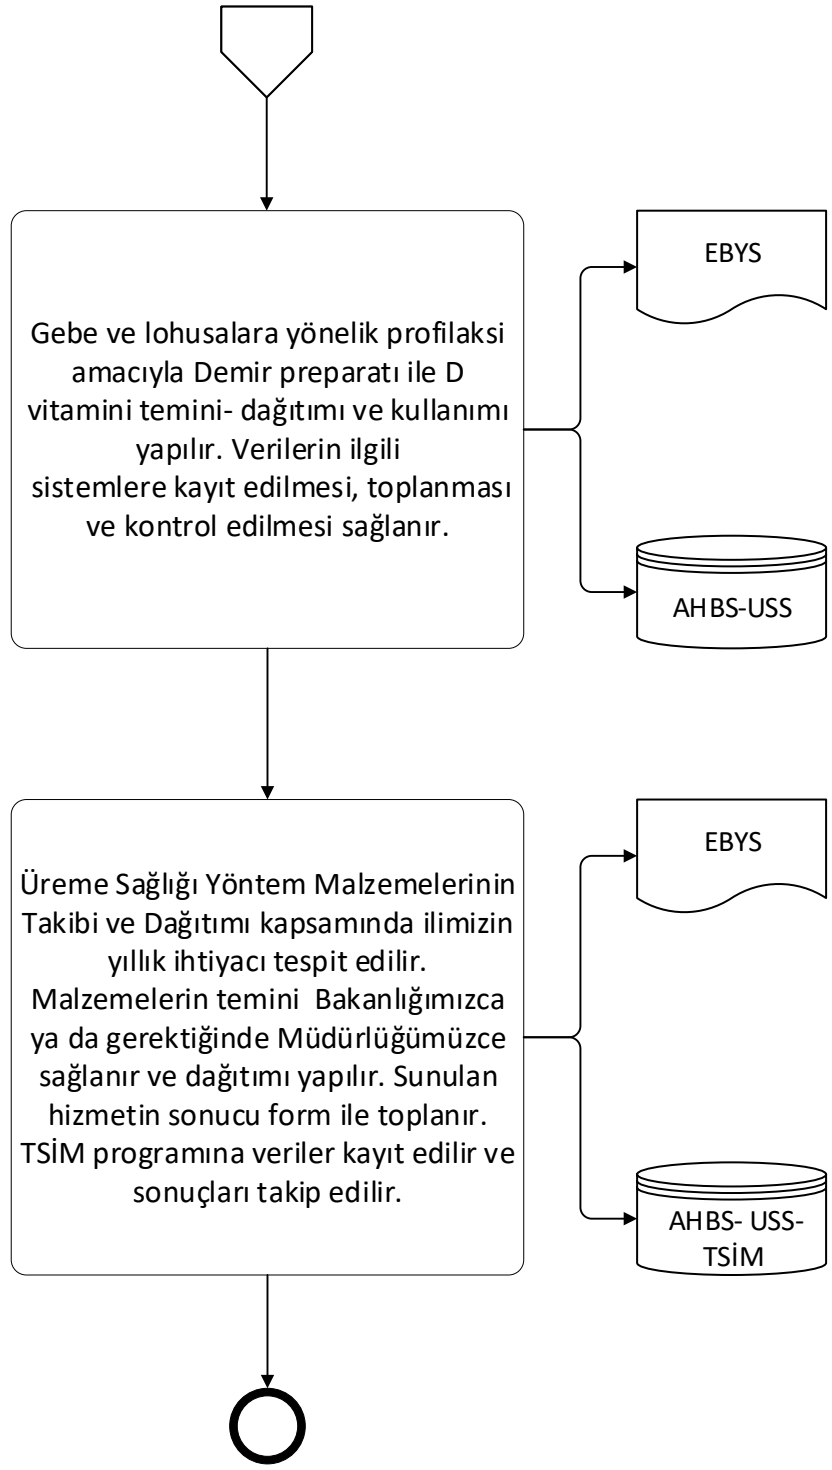 Gebe ve lohusalara yönelik profilaksi
amacıyla Demir preparatı ile D
vitamini temini- dağıtımı ve kullanımı
yapılır. Verilerin ilgili
sistemlere kayıt edilmesi, toplanması
ve kontrol edilmesi sağlanır.
EBYS
AHBS-USS
Üreme Sağlığı Yöntem Malzemelerinin
Takibi ve Dağıtımı kapsamında ilimizin
yıllık ihtiyacı tespit edilir.
Malzemelerin temini  Bakanlığımızca
ya da gerektiğinde Müdürlüğümüzce
sağlanır ve dağıtımı yapılır. Sunulan
hizmetin sonucu form ile toplanır.
TSİM programına veriler kayıt edilir ve
sonuçları takip edilir.
EBYS
AHBS- USS-
TSİM